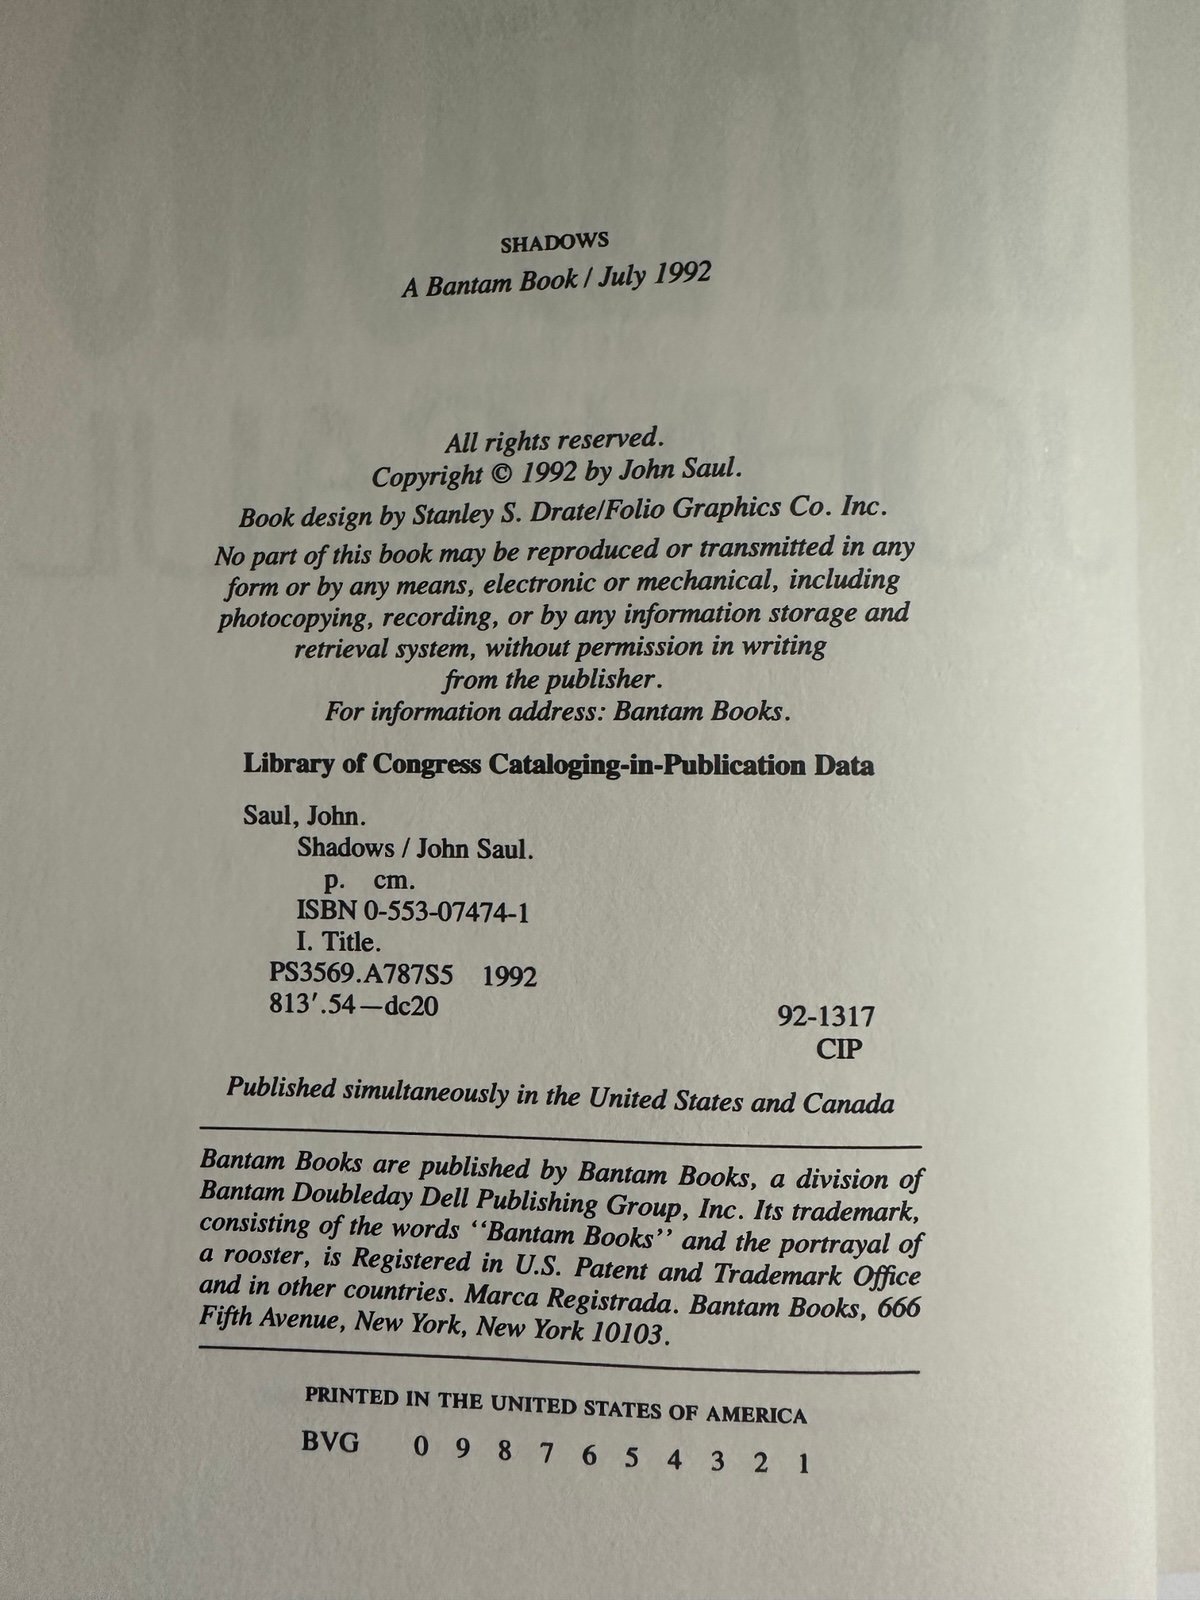 SHADOWS
A Bantam Book / July 1992
All rights reserved.
Copyright © 1992 by John Saul.
Book design by Stanley S. Drate/Folio Graphics Co. Inc.
No part of this book may be reproduced or transmitted in any
form or by any means, electronic or mechanical, including
photocopying, recording, or by any information storage and
retrieval system, without permission in writing
from the publisher.
For information address: Bantam Books.
Library of Congress Cataloging-in-Publication Data
Saul, John.
Shadows / John Saul.
p. cm.
ISBN 0-553-07474-1
I. Title.
PS3569.A787S5 1992
813′.54—dc20
92-1317
CIP
Published simultaneously in the United States and Canada
Bantam Books are published by Bantam Books, a division of
Bantam Doubleday Dell Publishing Group, Inc. Its trademark,
consisting of the words ‘‘Bantam Books’’ and the portrayal of
a rooster, is Registered in U.S. Patent and Trademark Office
and in other countries. Marca Registrada. Bantam Books, 666
Fifth Avenue, New York, New York 10103.
PRINTED IN THE UNITED STATES OF AMERICA
BVG 0 9 8 7 6 5 4 3 2 1